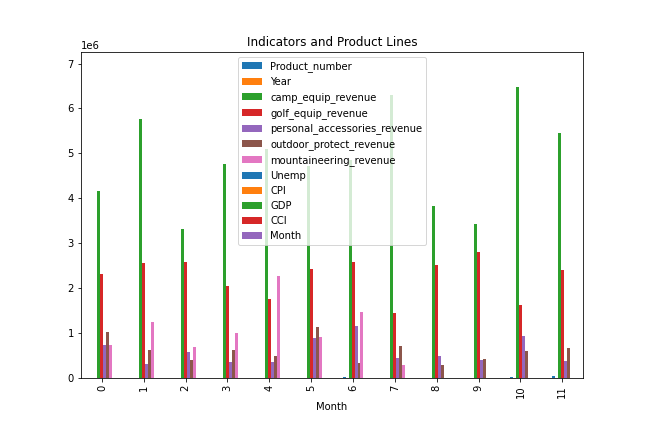 Indicators and Product Lines
1e6
7
6
5
4
3
2
1
0
Product_number
Year
camp_equip_revenue
golf_equip_revenue
personal_accessories_revenue
outdoor_protect_revenue
mountaineering_revenue
Unemp
CPI
GDP
CCI
Month
0 1 2 3 4 5 6 7 8 9 10 11
Month